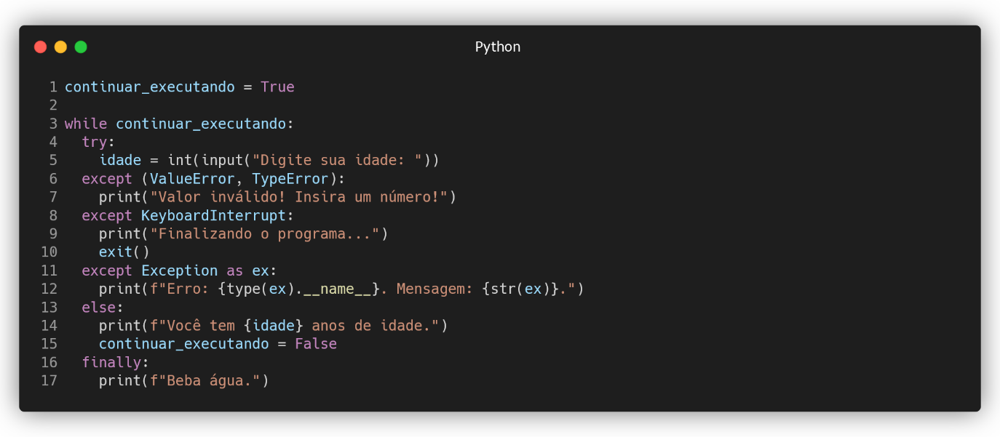 Python
1 continuar_executando = True
2
3 while continuar_executando:
4   try:
5     idade = int(input("Digite sua idade: "))
6   except (ValueError, TypeError):
7     print("Valor inválido! Insira um número!")
8   except KeyboardInterrupt:
9     print("Finalizando o programa...")
10     exit()
11   except Exception as ex:
12     print(f"Erro: {type(ex).__name__}. Mensagem: {str(ex)}.")
13   else:
14     print(f"Você tem {idade} anos de idade.")
15     continuar_executando = False
16   finally:
17     print(f"Beba água.")